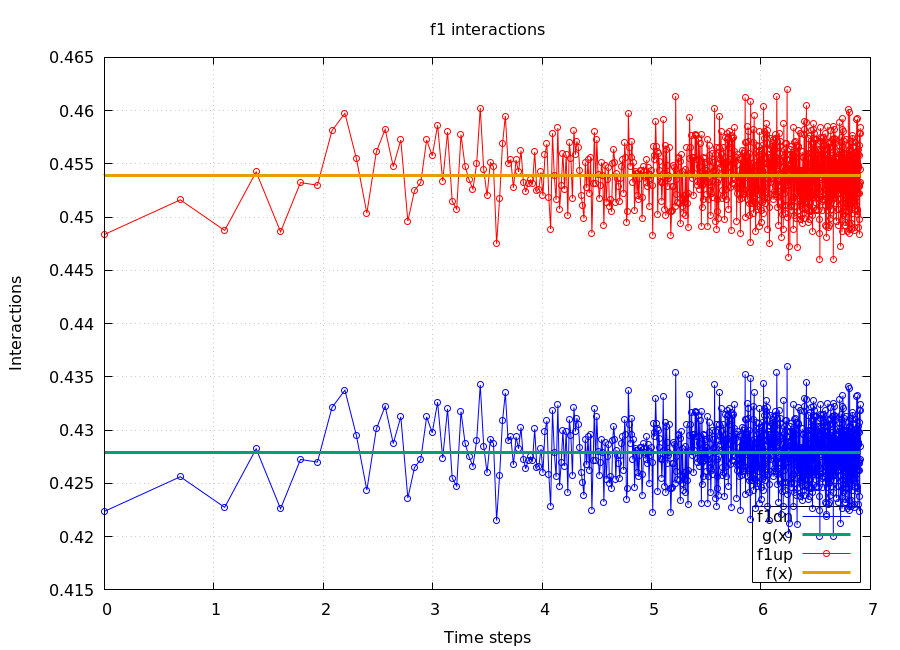 f1 interactions
0.465
0.46
0.455
0.45
0.445
0.44
0.435
0.43
0.425
0.42
0.415
Interactions
f1dn
g(x)
f1up
f(x)
0 1 2 3 4 5 6 7
Time steps